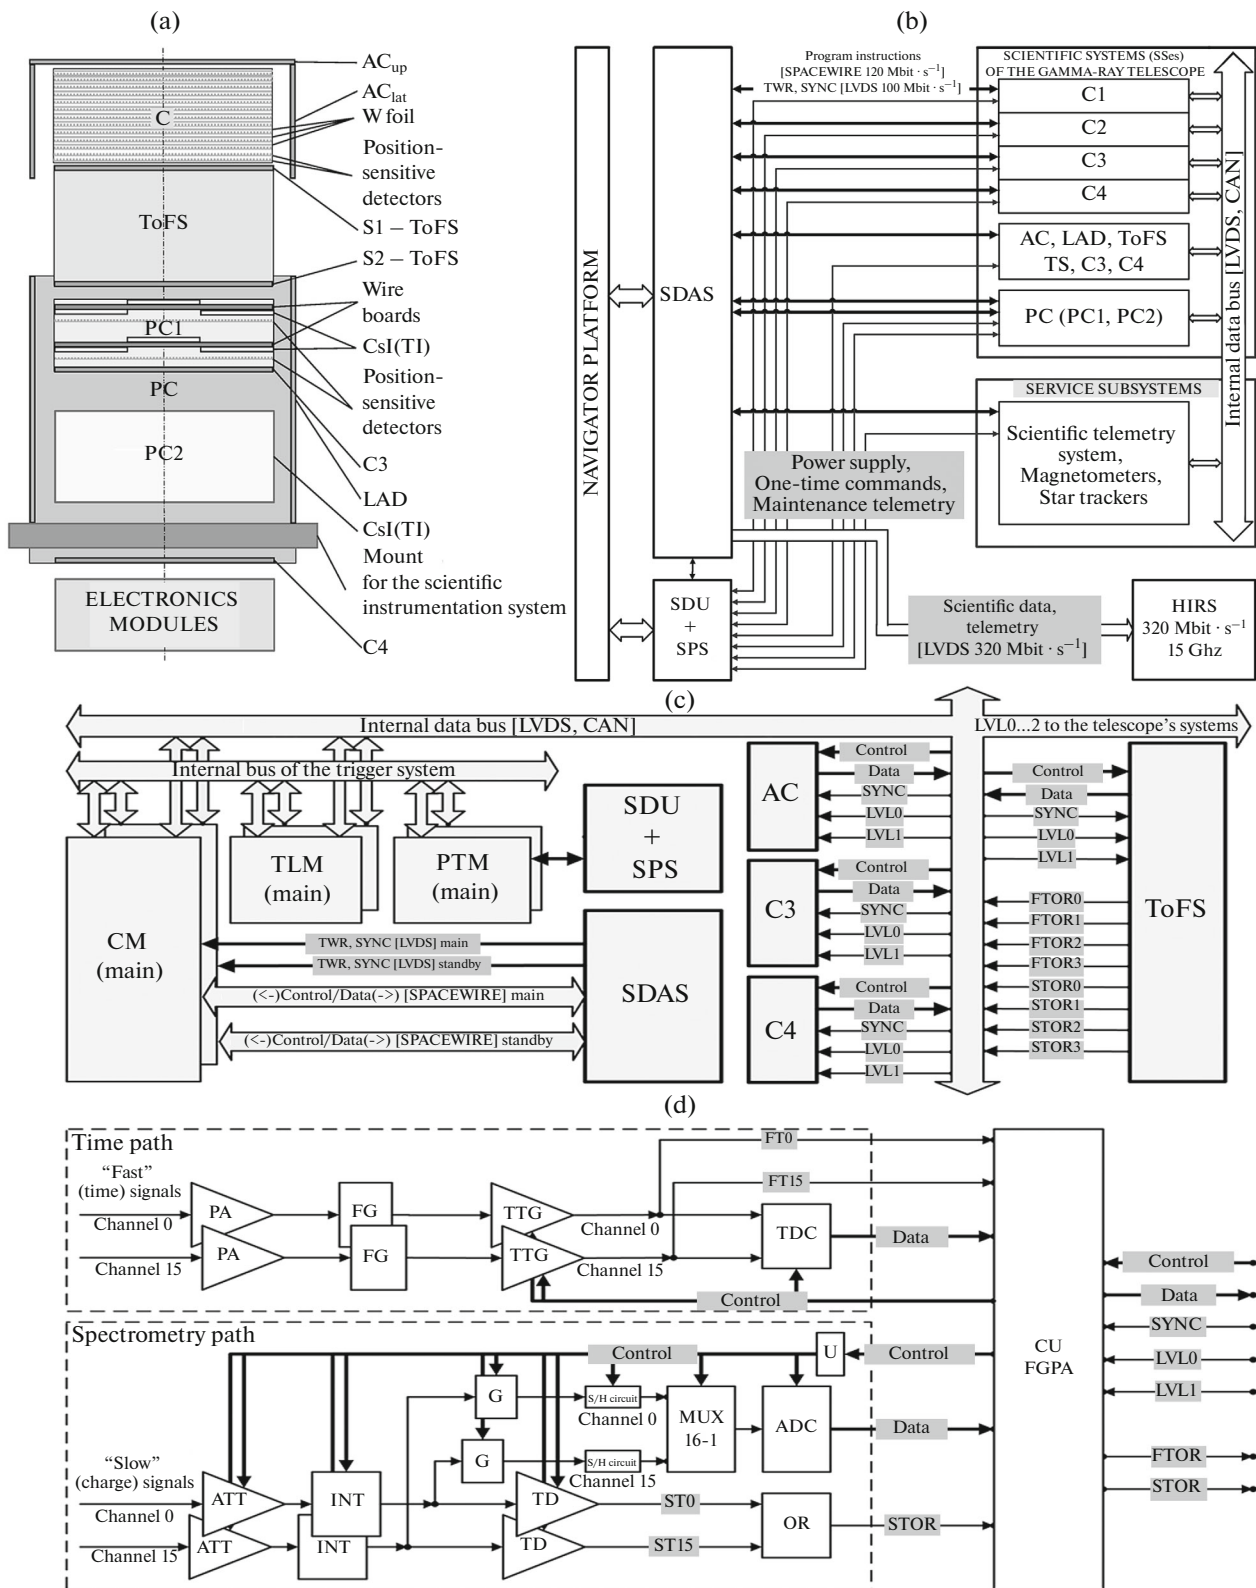 (a)
ACup
AClat
C
W foil
Position-
sensitive
detectors
ToFS
S1 – ToFS
S2 – ToFS
Wire
boards
PC1
CsI(TI)
PC
Position-
sensitive
detectors
PC2
C3
LAD
CsI(TI)
Mount
for the scientific
instrumentation system
ELECTRONICS
MODULES
C4
(b)
NAVIGATOR PLATFORM
SDAS
Program instructions
[SPACEWIRE 120 Mbit · s⁻¹]
TWR, SYNC [LVDS 100 Mbit · s⁻¹]
SCIENTIFIC SYSTEMS (SSes)
OF THE GAMMA-RAY TELESCOPE
C1
C2
C3
C4
AC, LAD, ToFS
TS, C3, C4
PC (PC1, PC2)
Internal data bus [LVDS, CAN]
SERVICE SUBSYSTEMS
Scientific telemetry
system,
Magnetometers,
Star trackers
Power supply,
One-time commands,
Maintenance telemetry
SDU
+
SPS
Scientific data,
telemetry
[LVDS 320 Mbit · s⁻¹]
HIRS
320 Mbit · s⁻¹
15 Ghz
(c)
Internal data bus [LVDS, CAN]
LVL0...2 to the telescope's systems
Internal bus of the trigger system
CM
(main)
TLM
(main)
PTM
(main)
SDU
+
SPS
TWR, SYNC [LVDS] main
TWR, SYNC [LVDS] standby
(<-)Control/Data(->) [SPACEWIRE] main
(<-)Control/Data(->) [SPACEWIRE] standby
SDAS
AC
Control
Data
SYNC
LVL0
LVL1
C3
Control
Data
SYNC
LVL0
LVL1
C4
Control
Data
SYNC
LVL0
LVL1
Control
Data
SYNC
LVL0
LVL1
FTOR0
FTOR1
FTOR2
FTOR3
STOR0
STOR1
STOR2
STOR3
ToFS
(d)
Time path
"Fast"
(time) signals
Channel 0
Channel 15
PA
PA
FG
FG
TTG
TTG
Channel 0
Channel 15
FT0
FT15
TDC
Data
Control
Spectrometry path
Control
U
Control
G
G
S/H circuit
Channel 0
S/H circuit
Channel 15
MUX
16-1
ADC
Data
"Slow"
(charge) signals
Channel 0
Channel 15
ATT
ATT
INT
INT
TD
TD
ST0
ST15
OR
STOR
CU
FGPA
Control
Data
SYNC
LVL0
LVL1
FTOR
STOR